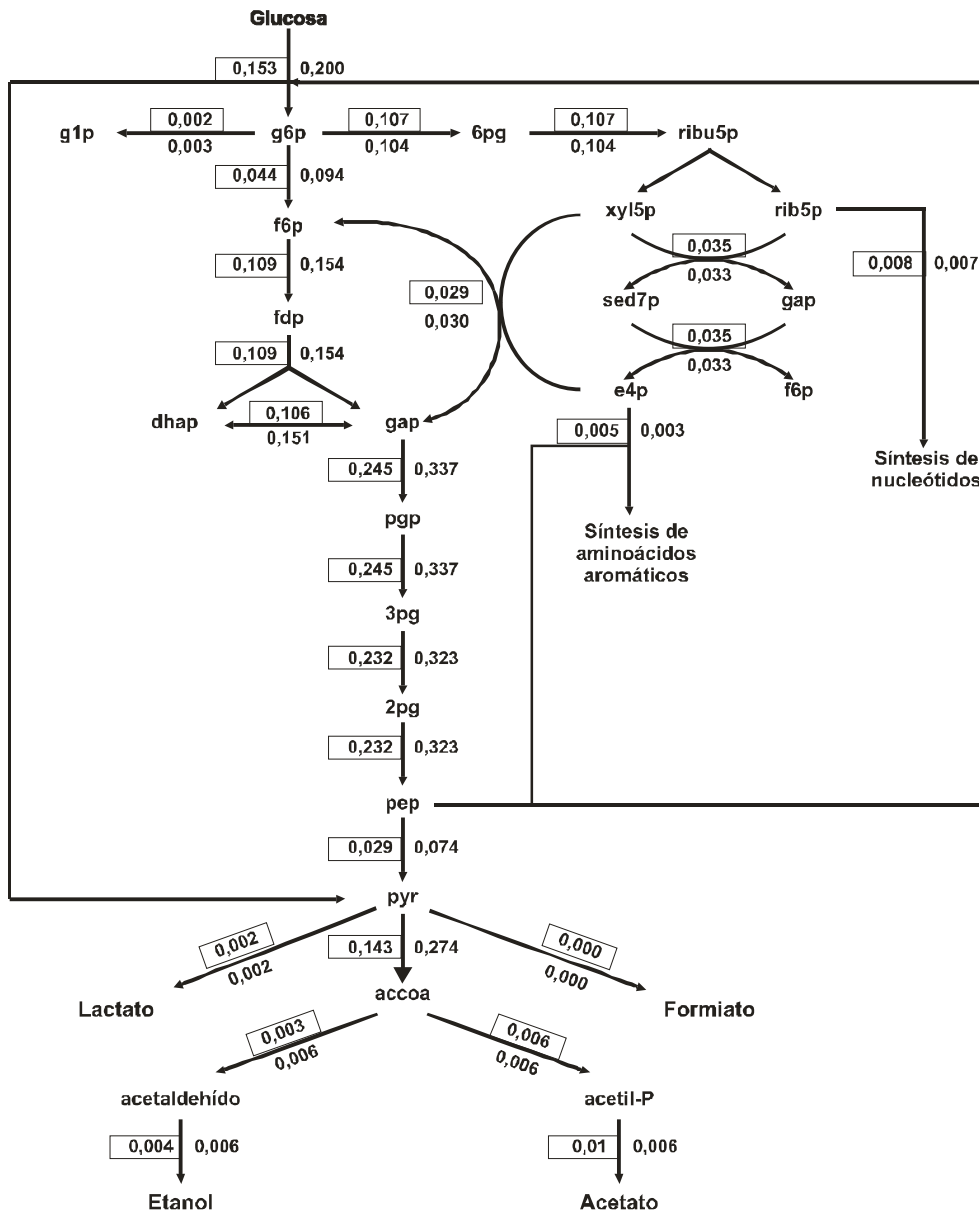 Glucosa
0,153 0,200
g1p 0,002 g6p 0,107 6pg 0,107 ribu5p
0,003 0,104 0,104
0,044 0,094
f6p xyl5p rib5p
0,035
0,033
0,109 0,154
0,008 0,007
0,029
0,030
sed7p gap
fdp
0,035
0,033
0,109 0,154
e4p f6p
dhap 0,106 gap
0,151
0,005 0,003
Síntesis de
nucleótidos
0,245 0,337
pgp
Síntesis de
aminoácidos
aromáticos
0,245 0,337
3pg
0,232 0,323
2pg
0,232 0,323
pep
0,029 0,074
pyr
0,002
0,002
0,143 0,274
0,000
0,000
accoa
Lactato Formiato
0,003
0,006
0,006
0,006
acetaldehído acetil-P
0,004 0,006 0,01 0,006
Etanol Acetato